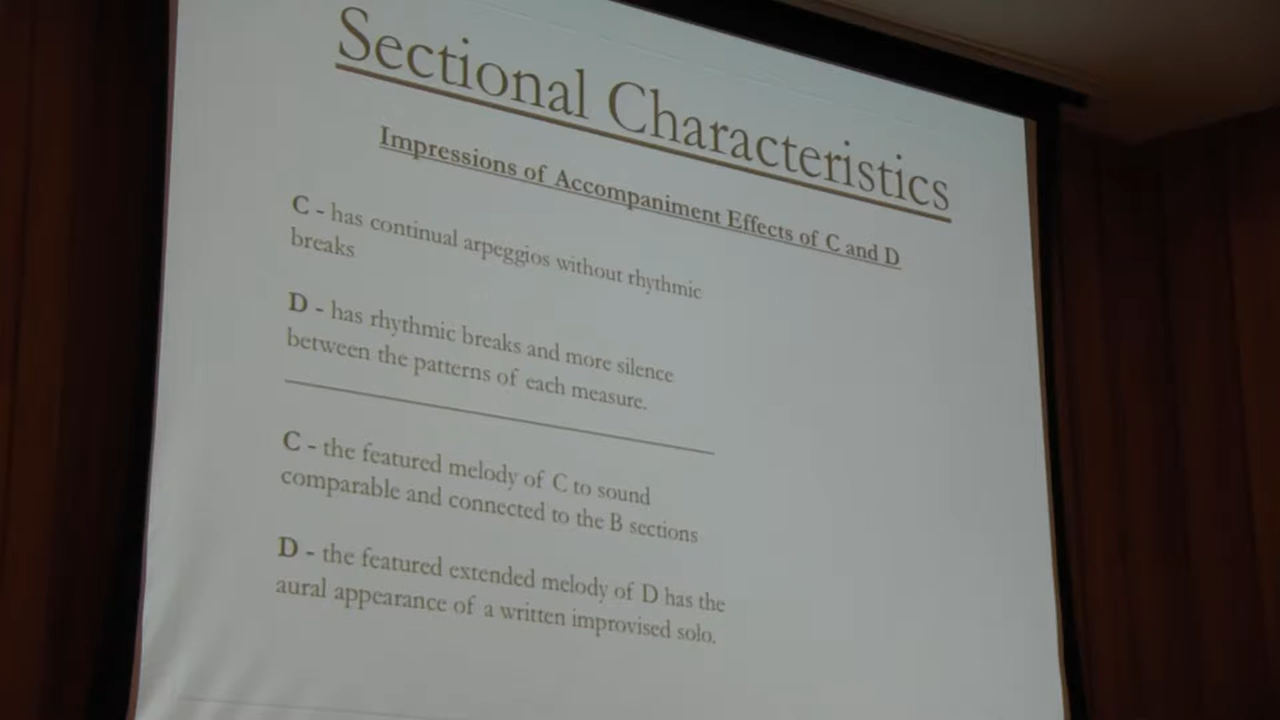 Sectional Characteristics
Impressions of Accompaniment Effects of C and D
C - has continual arpeggios without rhythmic
breaks
D - has rhythmic breaks and more silence
between the patterns of each measure.
C - the featured melody of C to sound
comparable and connected to the B sections
D - the featured extended melody of D has the
aural appearance of a written improvised solo.